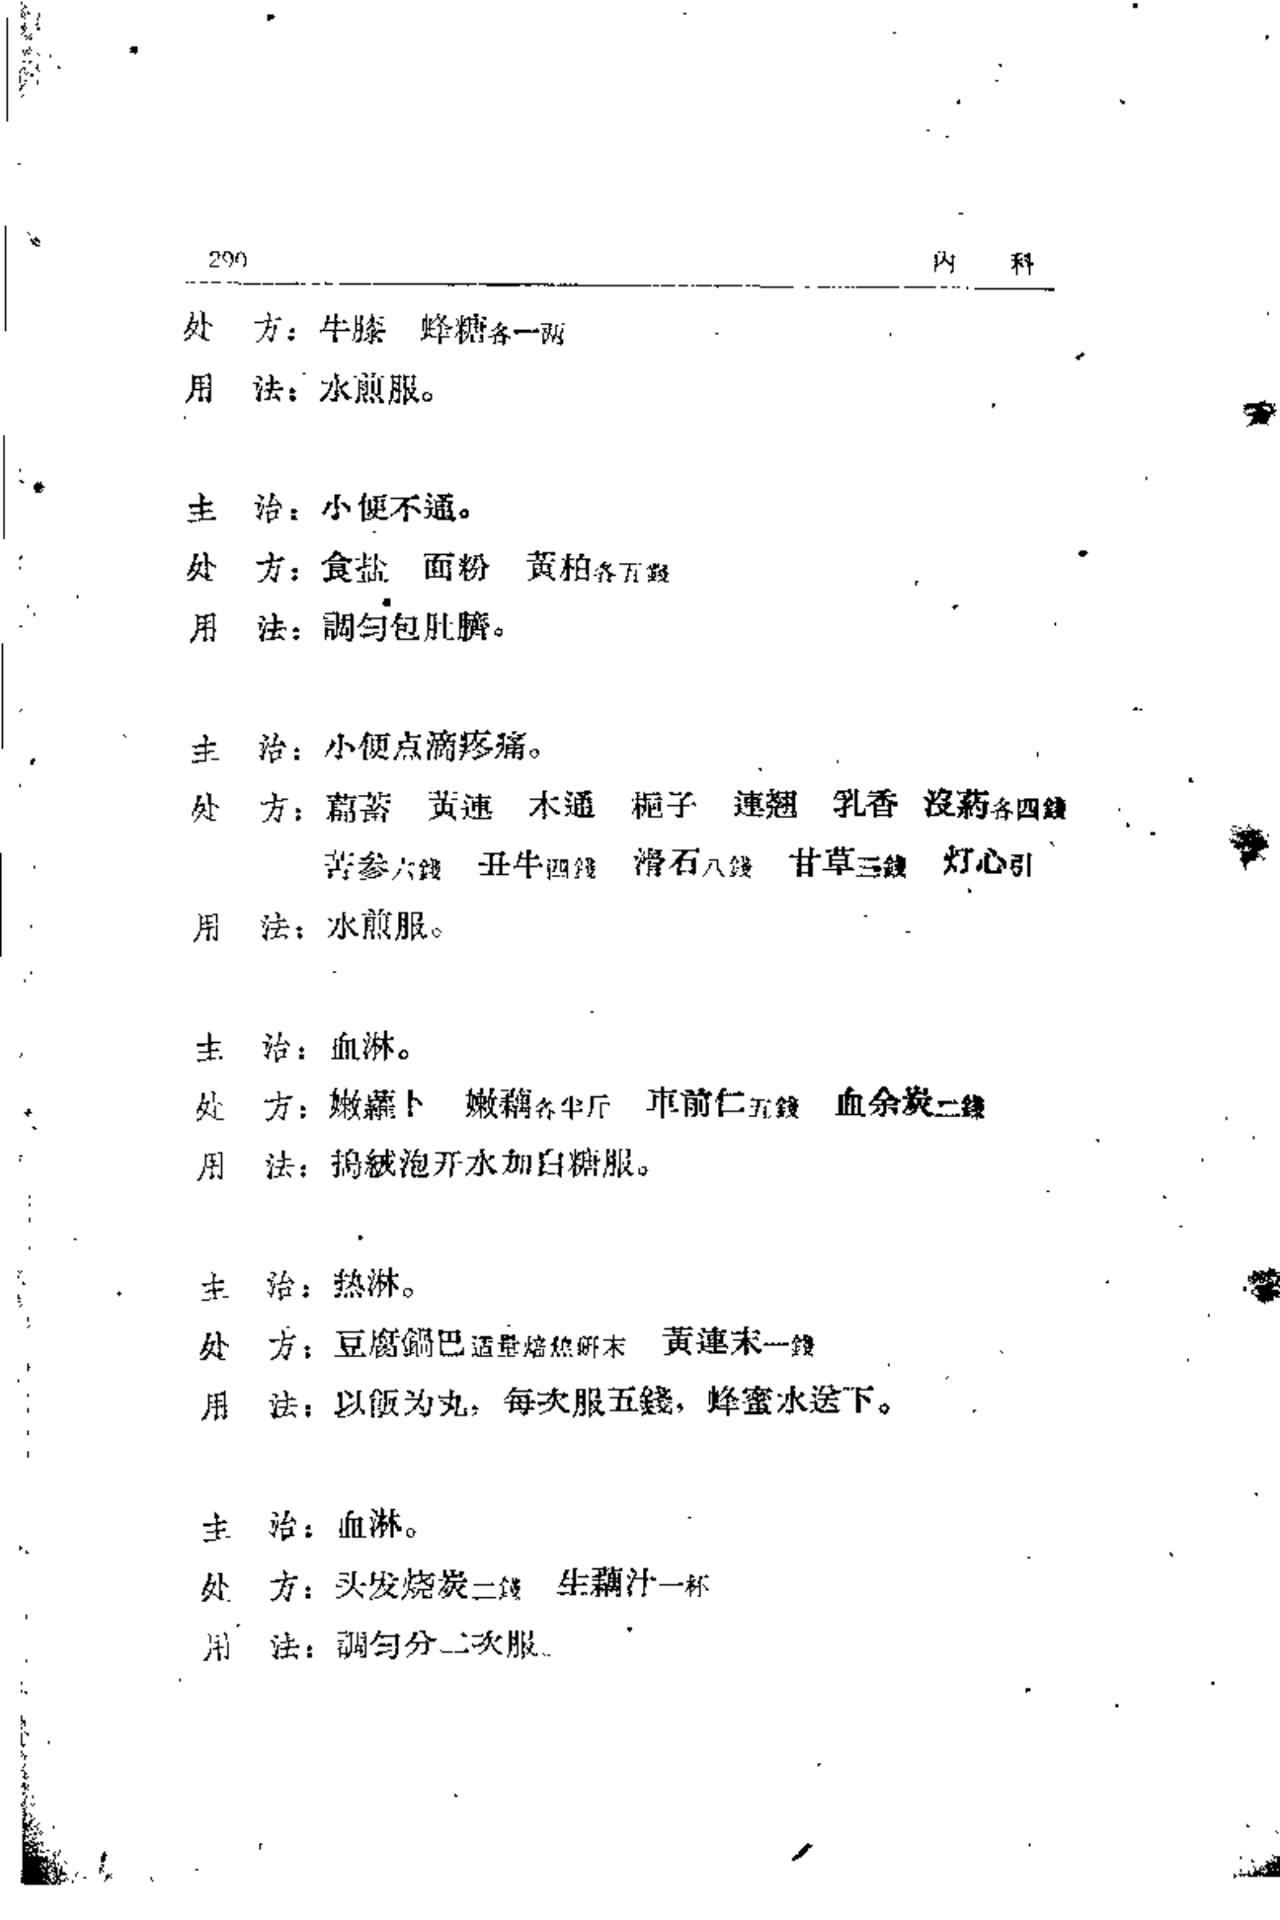 290 内 科
处 方：牛膝 蜂糖各一两
用 法：水煎服。
主 治：小便不通。
处 方：食盐 面粉 黄柏各五錢
用 法：調匀包肚臍。
主 治：小便点滴疼痛。
处 方：萹蓄 黄連 木通 梔子 連翘 乳香 沒葯各四錢
苦参六錢 丑牛四錢 滑石八錢 甘草三錢 灯心引
用 法：水煎服。
主 治：血淋。
处 方：嫩蘿卜 嫩藕各半斤 車前仁五錢 血余炭二錢
用 法：搗絨泡开水加白糖服。
主 治：热淋。
处 方：豆腐鍋巴适量焙热研末 黄連末一錢
用 法：以飯为丸，每次服五錢，蜂蜜水送下。
主 治：血淋。
处 方：头发烧炭二錢 生藕汁一杯
用 法：調匀分二次服。